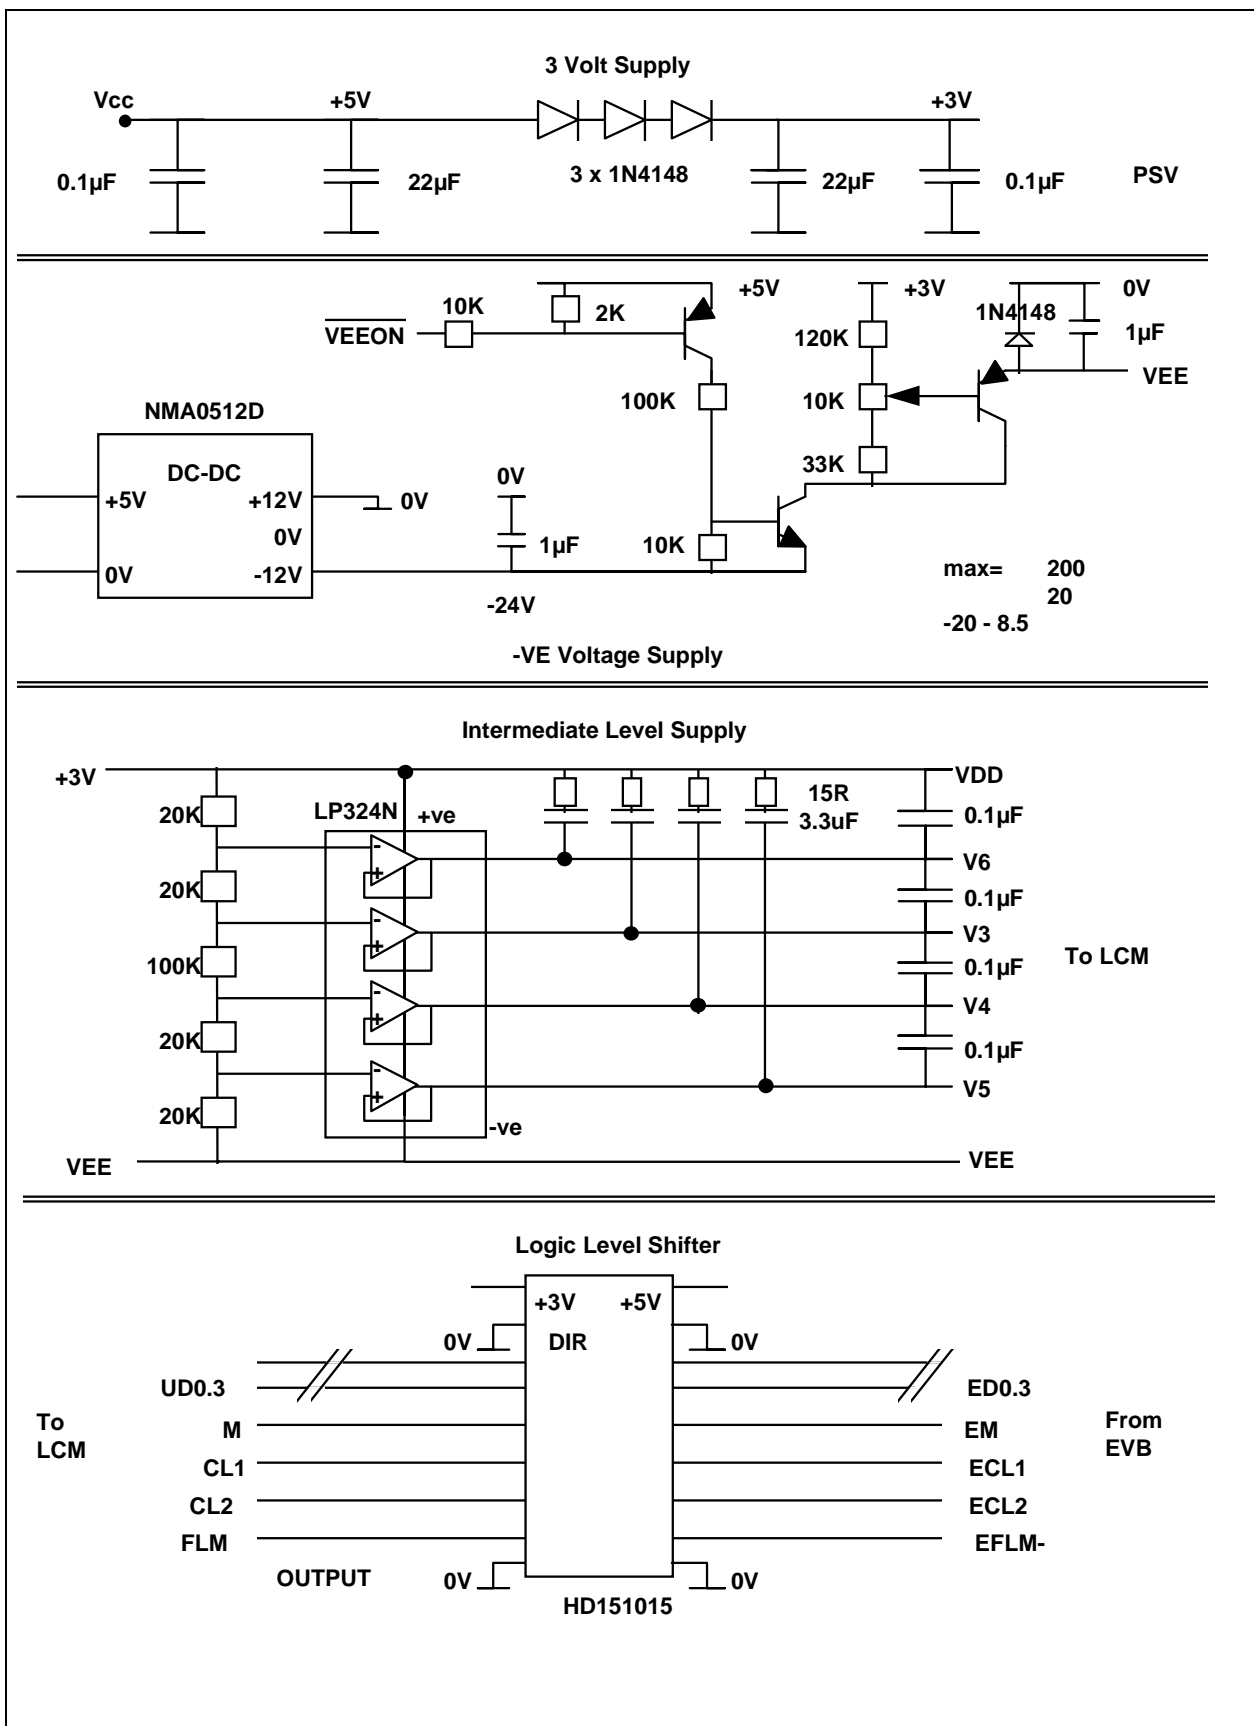 3 Volt Supply
Vcc
+5V
+3V
0.1µF
22µF
3 x 1N4148
22µF
0.1µF
PSV
+5V
+3V
0V
10K
2K
1N4148
VEEON
120K
1µF
VEE
100K
10K
NMA0512D
DC-DC
33K
0V
+5V
+12V
0V
0V
1µF
10K
0V
-12V
max=
200
20
-24V
-20 - 8.5
-VE Voltage Supply
Intermediate Level Supply
+3V
VDD
20K
LP324N
+ve
15R
3.3uF
0.1µF
-
+
V6
20K
0.1µF
-
+
V3
100K
0.1µF
To LCM
-
+
V4
20K
0.1µF
-
+
V5
20K
-ve
VEE
VEE
Logic Level Shifter
+3V
+5V
0V
DIR
0V
UD0.3
ED0.3
To
LCM
M
EM
From
EVB
CL1
ECL1
CL2
ECL2
FLM
EFLM-
OUTPUT
0V
0V
HD151015